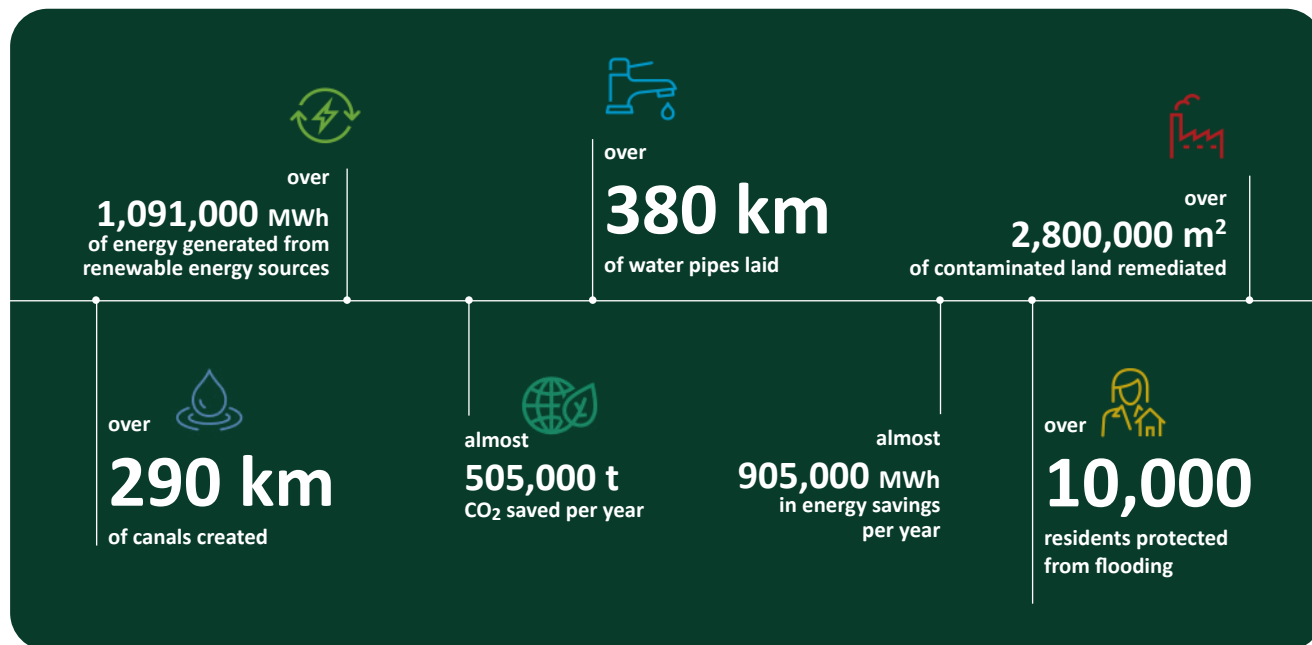 over
1,091,000 MWh
of energy generated from
renewable energy sources
over
380 km
of water pipes laid
over
2,800,000 m²
of contaminated land remediated
over
290 km
of canals created
almost
505,000 t
CO₂ saved per year
almost
905,000 MWh
in energy savings
per year
over
10,000
residents protected
from flooding